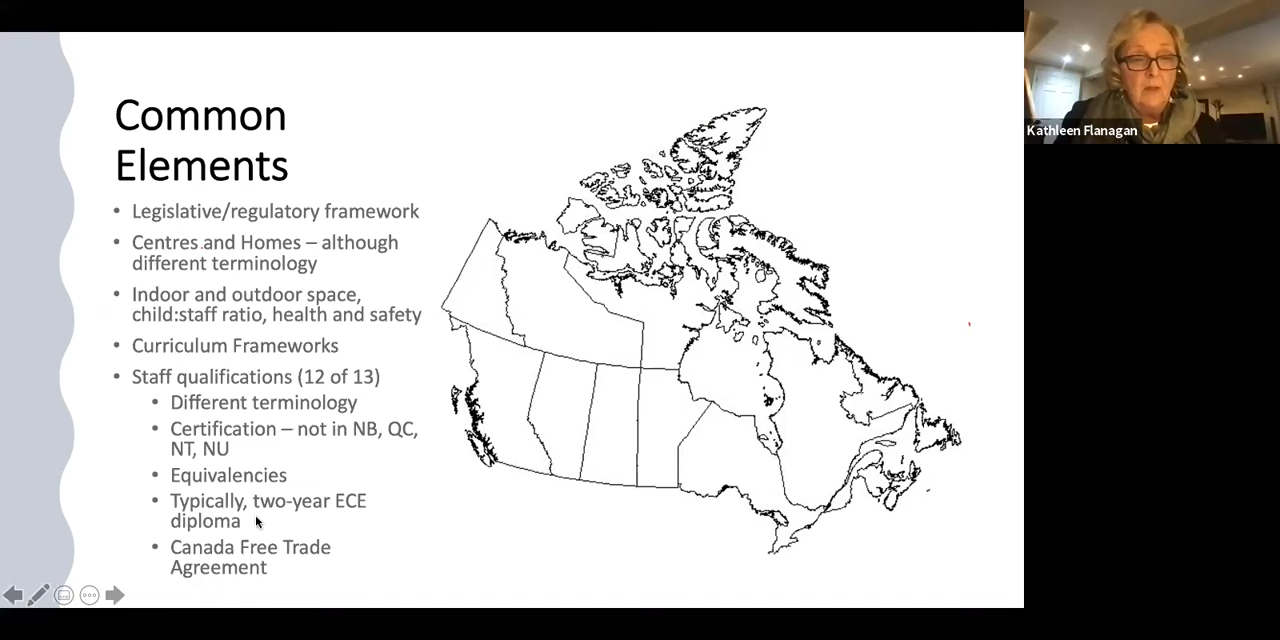 Common
Elements
• Legislative/regulatory framework
• Centres and Homes – although
different terminology
• Indoor and outdoor space,
child:staff ratio, health and safety
• Curriculum Frameworks
• Staff qualifications (12 of 13)
• Different terminology
• Certification – not in NB, QC,
NT, NU
• Equivalencies
• Typically, two-year ECE
diploma
• Canada Free Trade
Agreement
Kathleen Flanagan